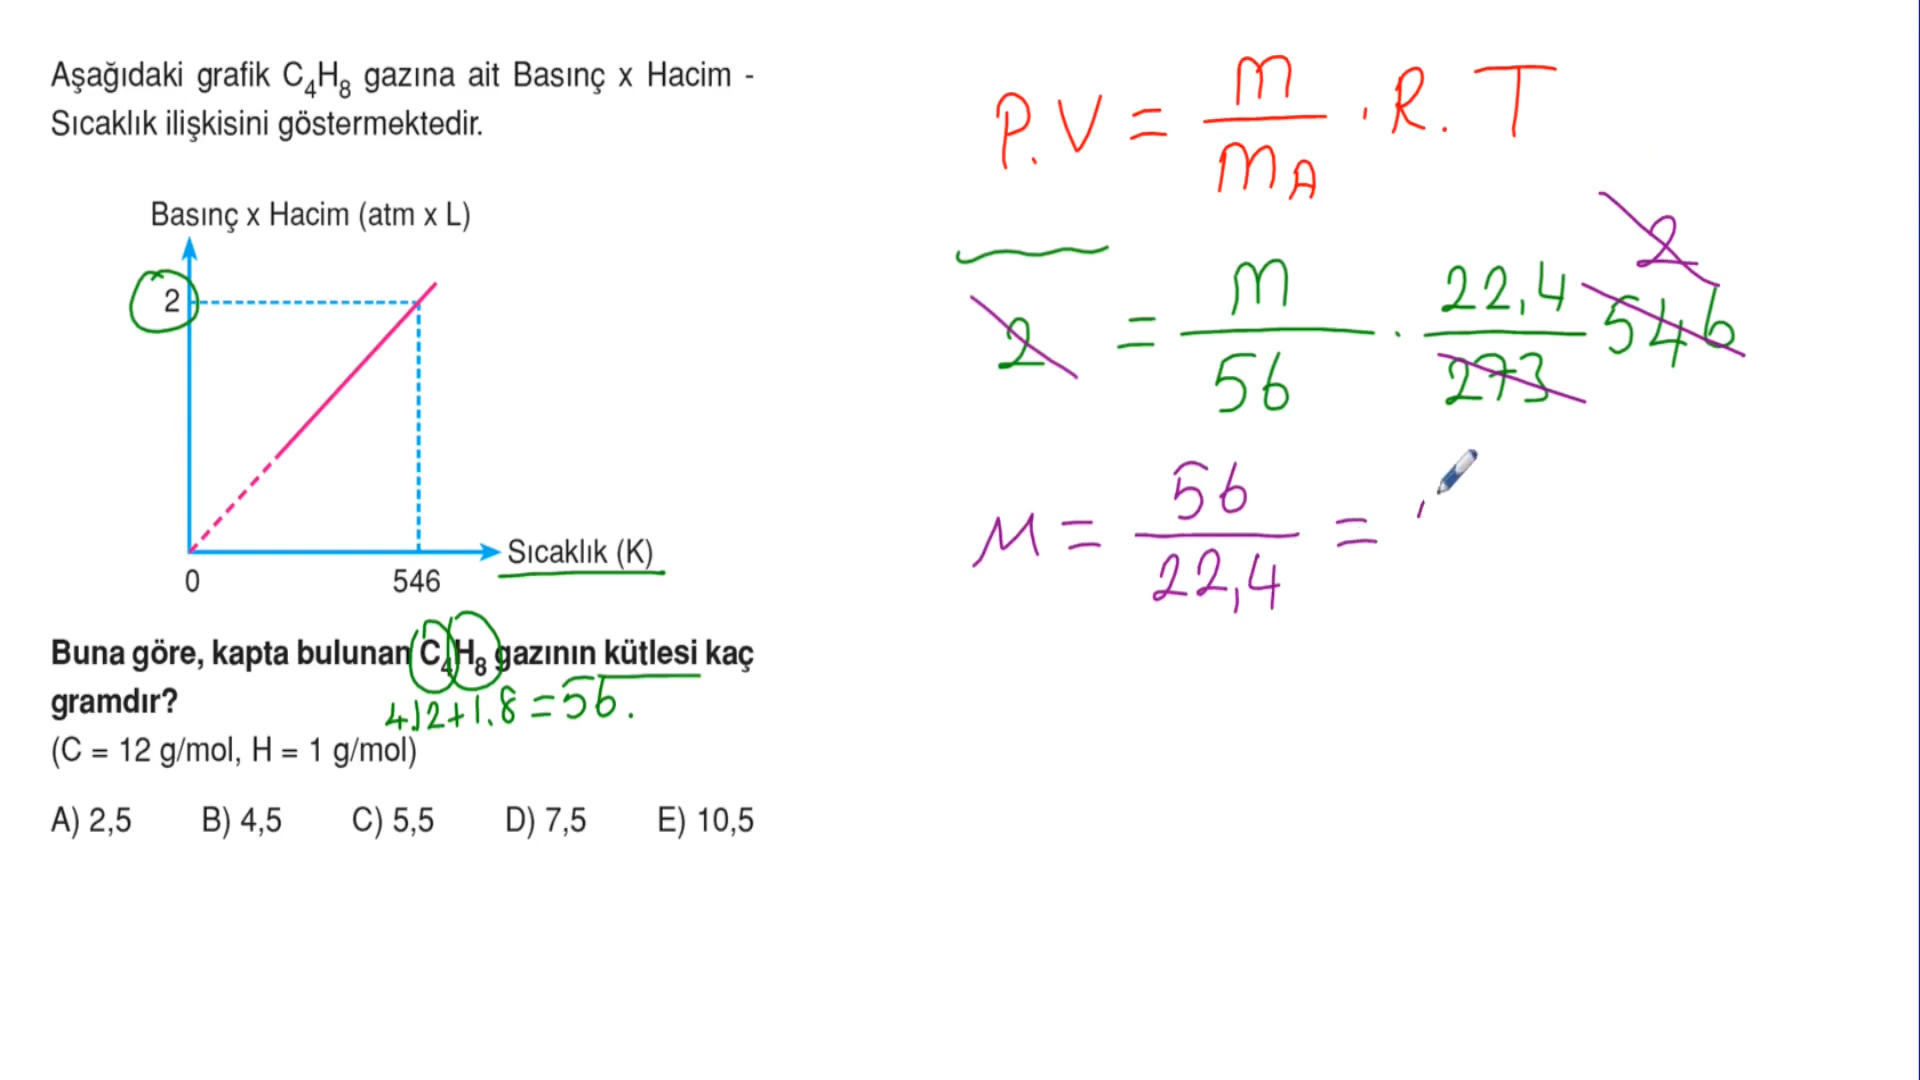 Aşağıdaki grafik C₄H₈ gazına ait Basınç x Hacim -
Sıcaklık ilişkisini göstermektedir.
Basınç x Hacim (atm x L)
2
Sıcaklık (K)
0 546
Buna göre, kapta bulunan C₄H₈ gazının kütlesi kaç
gramdır?
4.12+1.8=56.
(C = 12 g/mol, H = 1 g/mol)
A) 2,5 B) 4,5 C) 5,5 D) 7,5 E) 10,5
P.V = m/mA . R. T
2
2 = m/56 . 22,4/273 546
M = 56/22,4 =